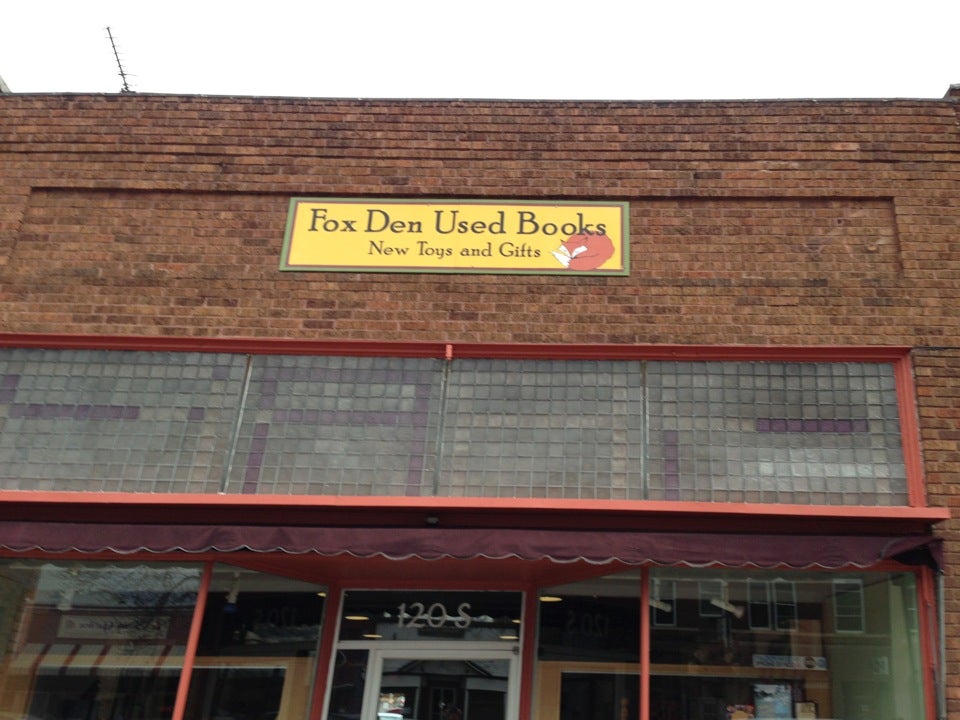 Fox Den Used Books
New Toys and Gifts
120 S